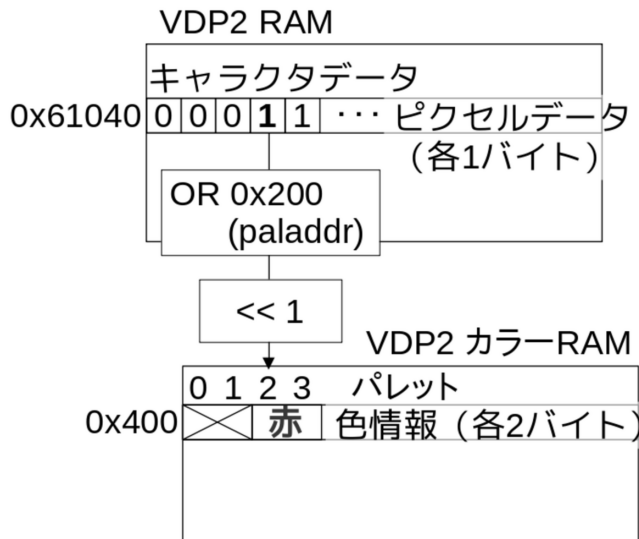 VDP2 RAM
キャラクタデータ
0x61040 0 0 0 1 1 ･･･ ピクセルデータ
（各1バイト）
OR 0x200
(paladdr)
<< 1
VDP2 カラーRAM
0 1 2 3 パレット
0x400 赤 色情報（各2バイト）